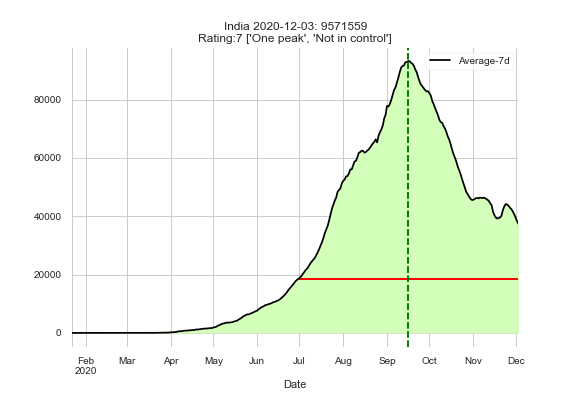 India 2020-12-03: 9571559
Rating:7 ['One peak', 'Not in control']
Average-7d
80000
60000
40000
20000
0
Feb Mar Apr May Jun Jul Aug Sep Oct Nov Dec
2020
Date